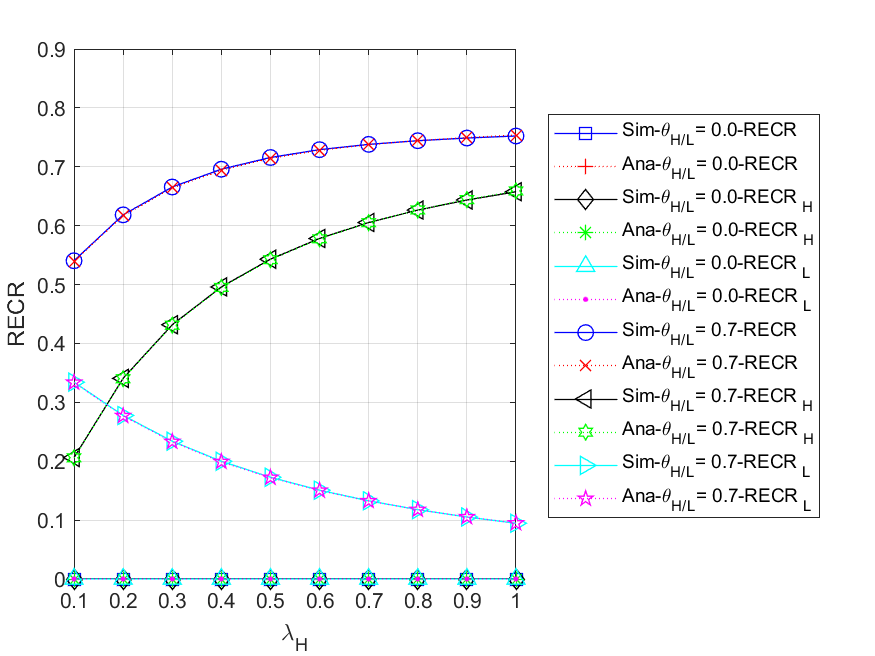 0.9
0.8
0.7
0.6
0.5
0.4
0.3
0.2
0.1
0
RECR
0.1 0.2 0.3 0.4 0.5 0.6 0.7 0.8 0.9 1
λH
Sim-θH/L= 0.0-RECR
Ana-θH/L= 0.0-RECR
Sim-θH/L= 0.0-RECR H
Ana-θH/L= 0.0-RECR H
Sim-θH/L= 0.0-RECR L
Ana-θH/L= 0.0-RECR L
Sim-θH/L= 0.7-RECR
Ana-θH/L= 0.7-RECR
Sim-θH/L= 0.7-RECR H
Ana-θH/L= 0.7-RECR H
Sim-θH/L= 0.7-RECR L
Ana-θH/L= 0.7-RECR L